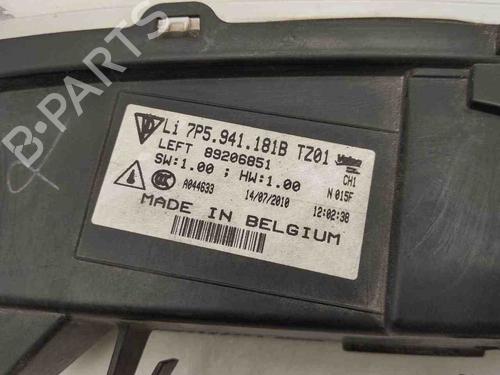 B-PARTS
Li 7P5.941.181B TZ01 Valeo
LEFT 89206851
SW:1.00 ; HW:1.00 CH1
A044633 14/07/2010 N 015F
12:02:38
MADE IN BELGIUM